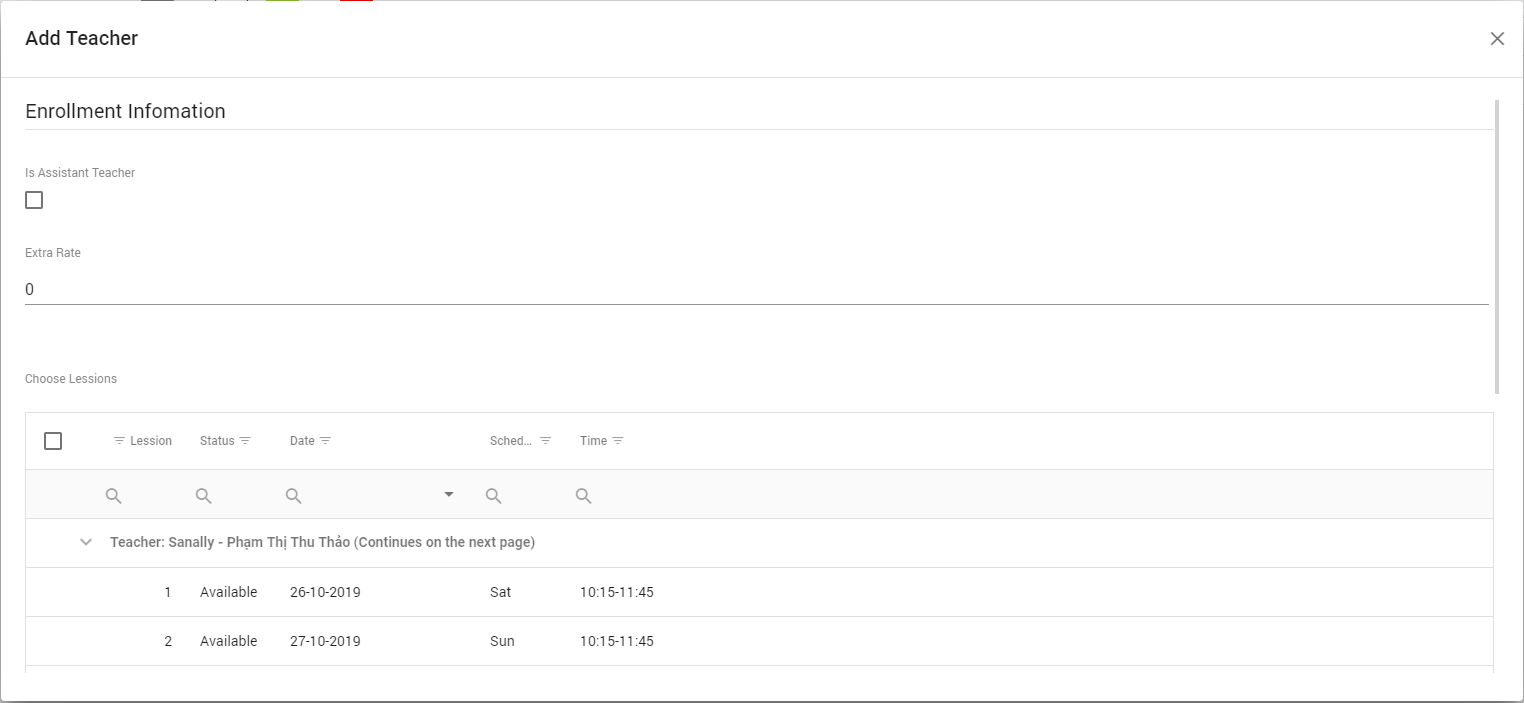 Add Teacher
Enrollment Infomation
Is Assistant Teacher
Extra Rate
0
Choose Lessions
Lession Status Date Sched... Time
Teacher: Sanally - Phạm Thị Thu Thảo (Continues on the next page)
1 Available 26-10-2019 Sat 10:15-11:45
2 Available 27-10-2019 Sun 10:15-11:45